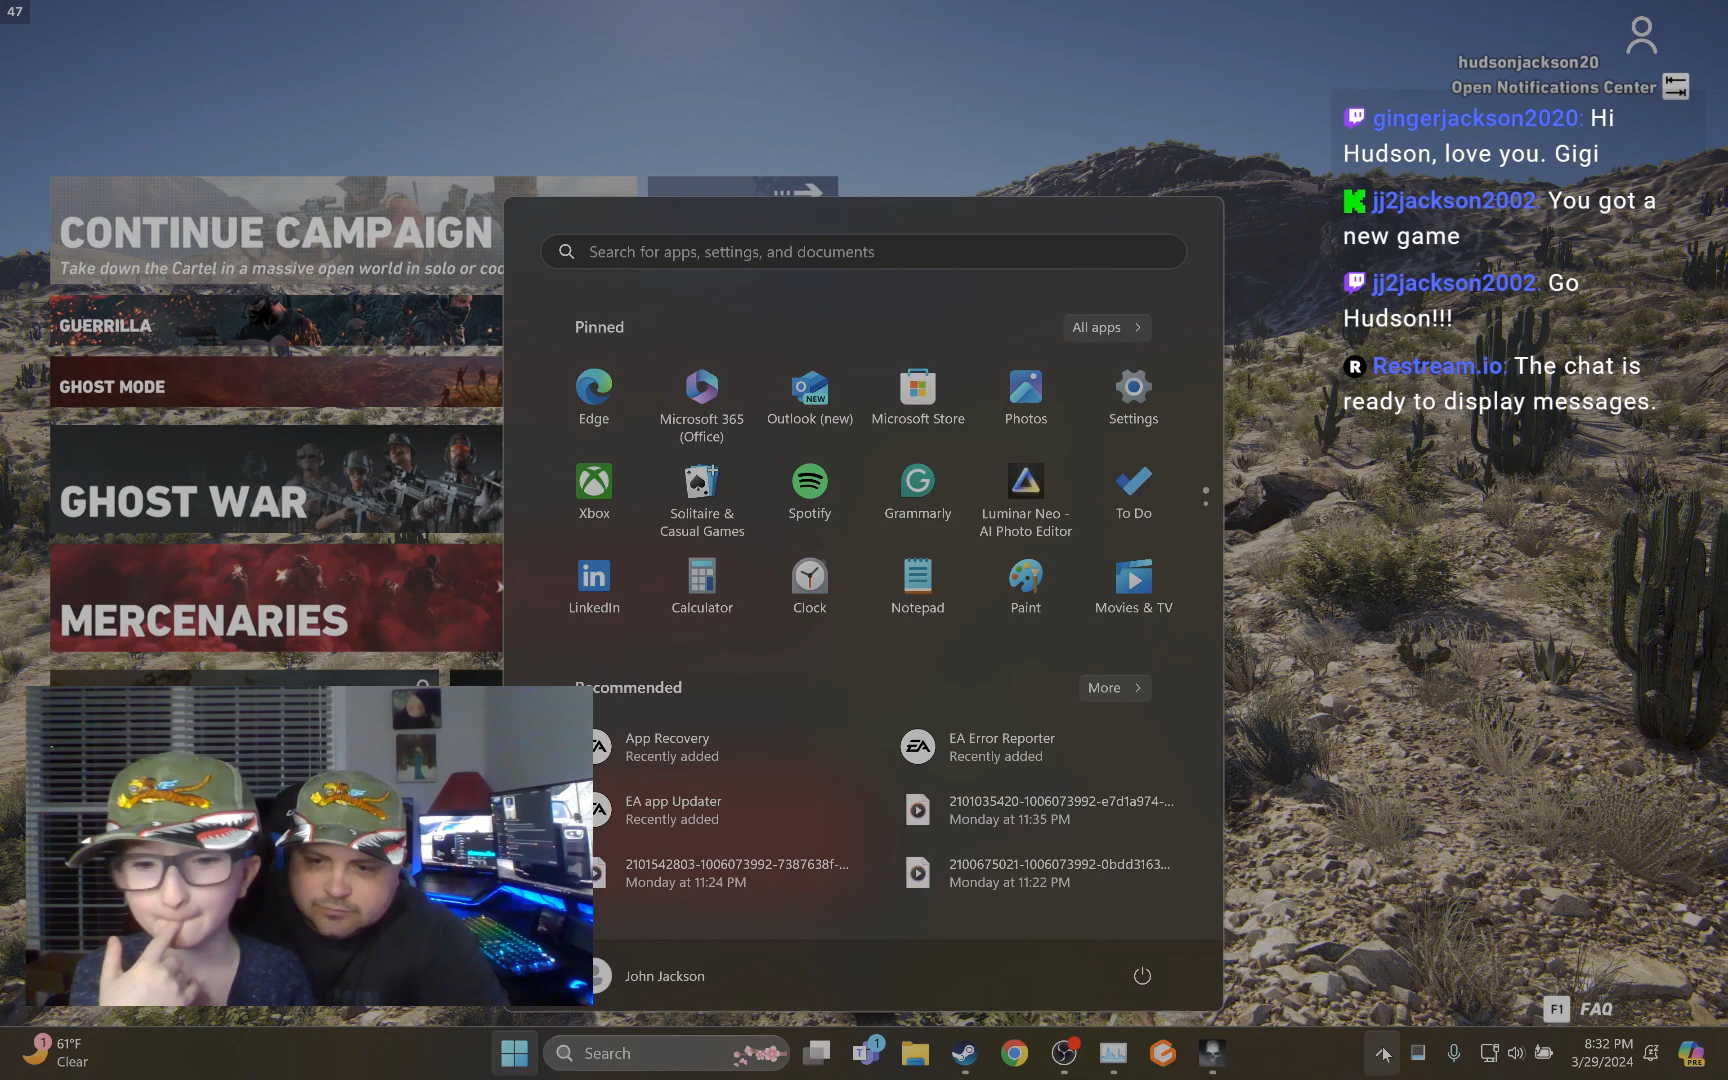 47
hudsonjackson20
Open Notifications Center
gingerjackson2020: Hi
Hudson, love you. Gigi
jj2jackson2002: You got a
new game
jj2jackson2002: Go
Hudson!!!
Restream.io: The chat is
ready to display messages.
CONTINUE CAMPAIGN
Take down the Cartel in a massive open world in solo or coo
GUERRILLA
GHOST MODE
GHOST WAR
MERCENARIES
Search for apps, settings, and documents
Pinned
All apps
Edge
Microsoft 365
(Office)
Outlook (new)
NEW
Microsoft Store
Photos
Settings
Xbox
Solitaire &
Casual Games
Spotify
Grammarly
Luminar Neo -
AI Photo Editor
To Do
LinkedIn
Calculator
Clock
Notepad
Paint
Movies & TV
Recommended
More
App Recovery
Recently added
EA Error Reporter
Recently added
EA app Updater
Recently added
2101035420-1006073992-e7d1a974-...
Monday at 11:35 PM
2101542803-1006073992-7387638f-...
Monday at 11:24 PM
2100675021-1006073992-0bdd3163...
Monday at 11:22 PM
John Jackson
F1 FAQ
1
61°F
Clear
Search
1
8:32 PM
3/29/2024
PRE